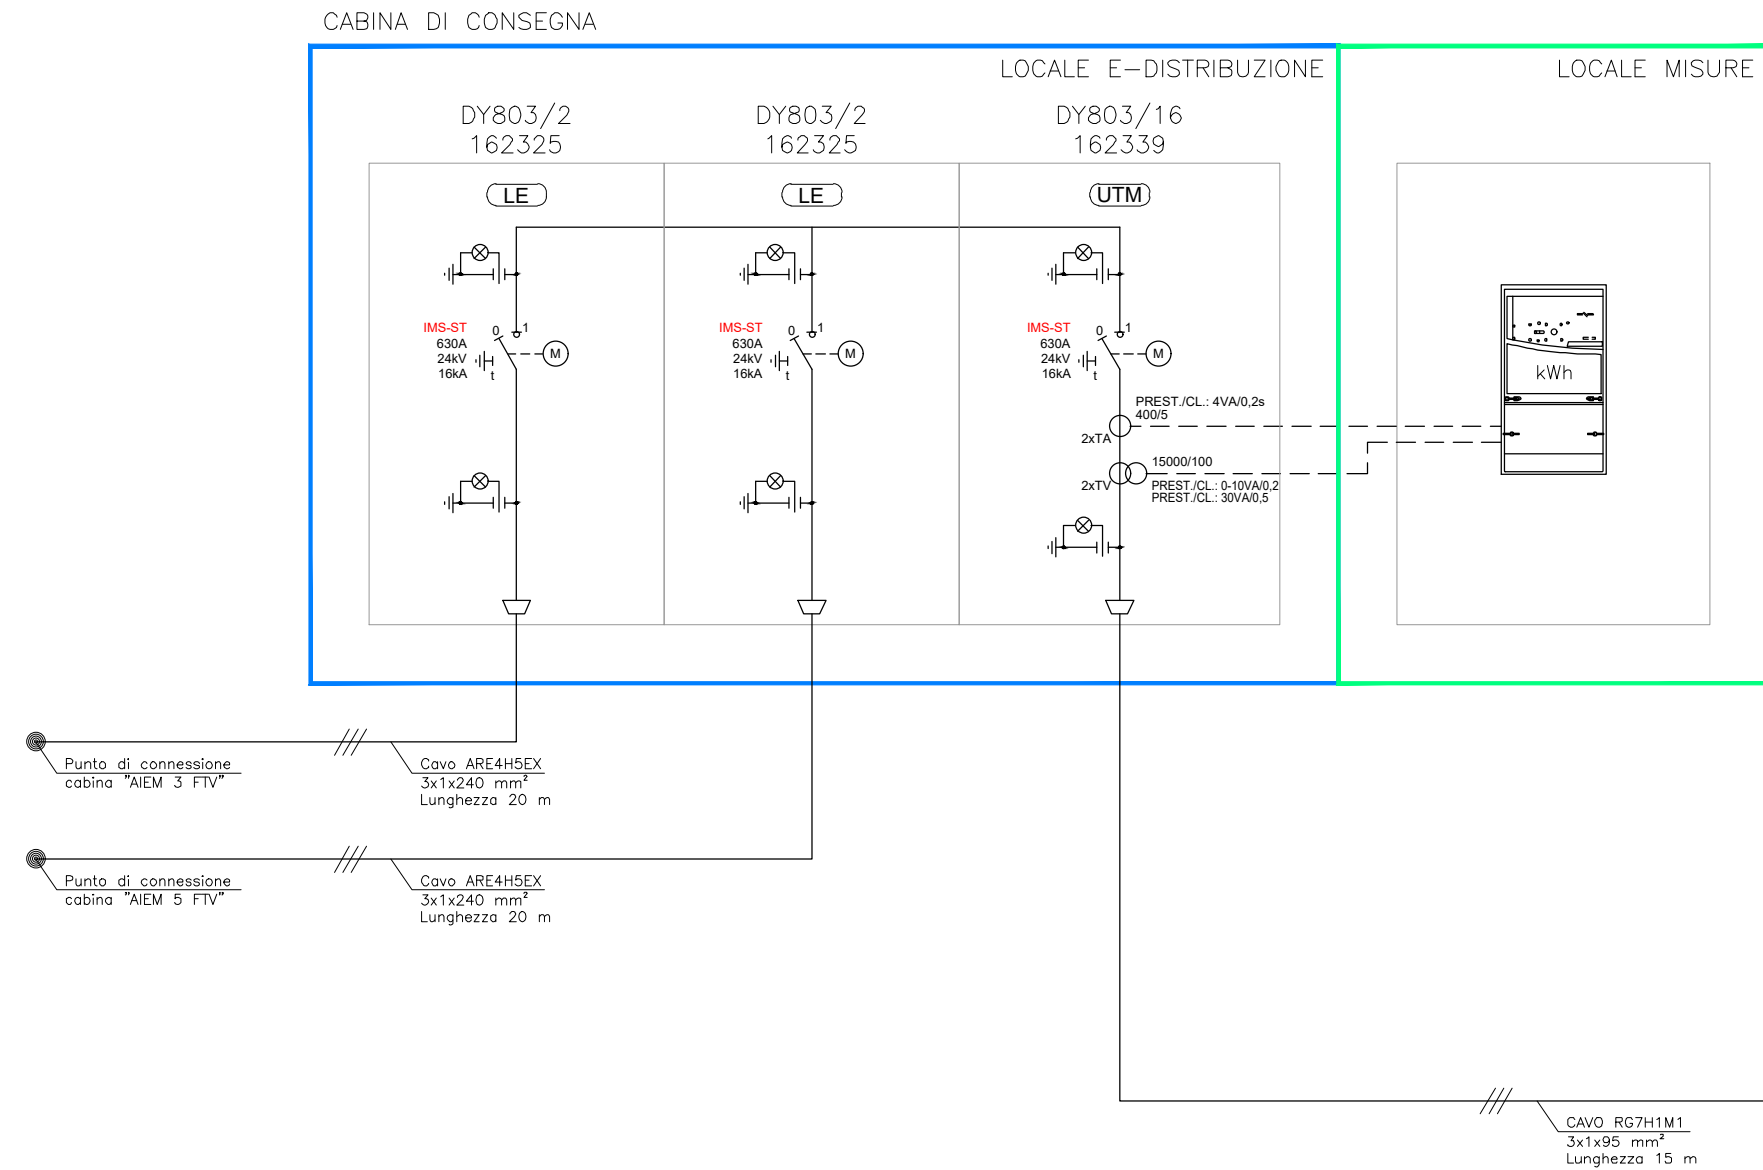 CABINA DI CONSEGNA
LOCALE E-DISTRIBUZIONE
LOCALE MISURE
DY803/2
162325
DY803/2
162325
DY803/16
162339
LE
LE
UTM
IMS-ST
630A
24kV
16kA
0
1
t
M
IMS-ST
630A
24kV
16kA
0
1
t
M
IMS-ST
630A
24kV
16kA
0
1
t
M
PREST./CL.: 4VA/0,2s
400/5
2xTA
15000/100
2xTV
PREST./CL.: 0-10VA/0,2
PREST./CL.: 30VA/0,5
kWh
Punto di connessione
cabina "AIEM 3 FTV"
Cavo ARE4H5EX
3x1x240 mm²
Lunghezza 20 m
Punto di connessione
cabina "AIEM 5 FTV"
Cavo ARE4H5EX
3x1x240 mm²
Lunghezza 20 m
CAVO RG7H1M1
3x1x95 mm²
Lunghezza 15 m